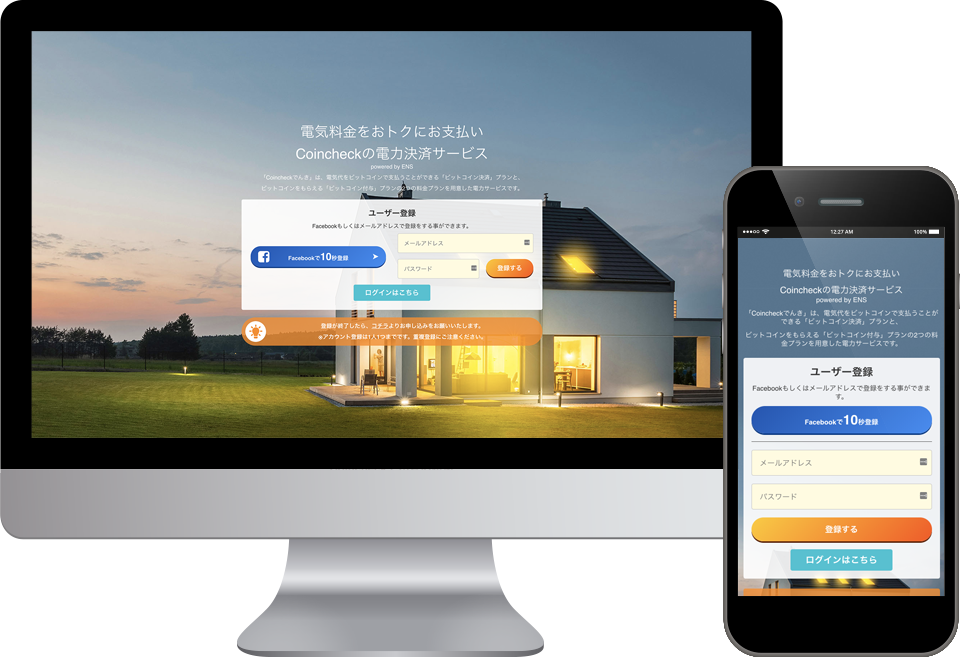 電気料金をおトクにお支払い
Coincheckの電力決済サービス
powered by ENS
「Coincheckでんき」は、電気代をビットコインで支払うことができる「ビットコイン決済」プランと、
ビットコインをもらえる「ビットコイン付与」プランの2つの料金プランを用意した電力サービスです。
ユーザー登録
Facebookもしくはメールアドレスで登録をする事ができます。
Facebookで10秒登録
メールアドレス
パスワード
登録する
ログインはこちら
登録が終了したら、コチラよりお申し込みをお願いいたします。
※アカウント登録は1人1つまでです。重複登録にご注意ください。
12:27 AM
100%
電気料金をおトクにお支払い
Coincheckの電力決済サービス
powered by ENS
「Coincheckでんき」は、電気代をビットコインで支払うことが
できる「ビットコイン決済」プランと、
ビットコインをもらえる「ビットコイン付与」プランの2つの料
金プランを用意した電力サービスです。
ユーザー登録
Facebookもしくはメールアドレスで登録をする事ができま
す。
Facebookで10秒登録
メールアドレス
パスワード
登録する
ログインはこちら